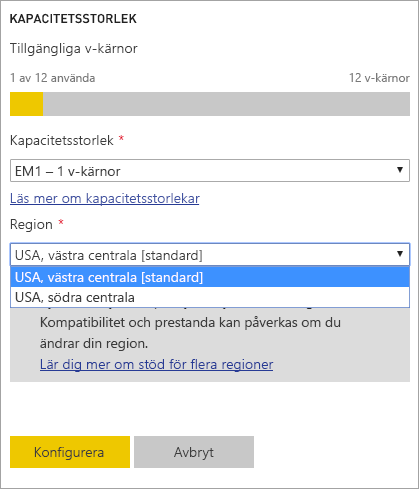 KAPACITETSSTORLEK
Tillgängliga v-kärnor
1 av 12 använda 12 v-kärnor
Kapacitetsstorlek *
EM1 – 1 v-kärnor
Läs mer om kapacitetsstorlekar
Region *
USA, västra centrala [standard]
USA, västra centrala [standard]
USA, södra centrala
Kompatibilitet och prestanda kan påverkas om du
ändrar din region.
Lär dig mer om stöd för flera regioner
Konfigurera Avbryt